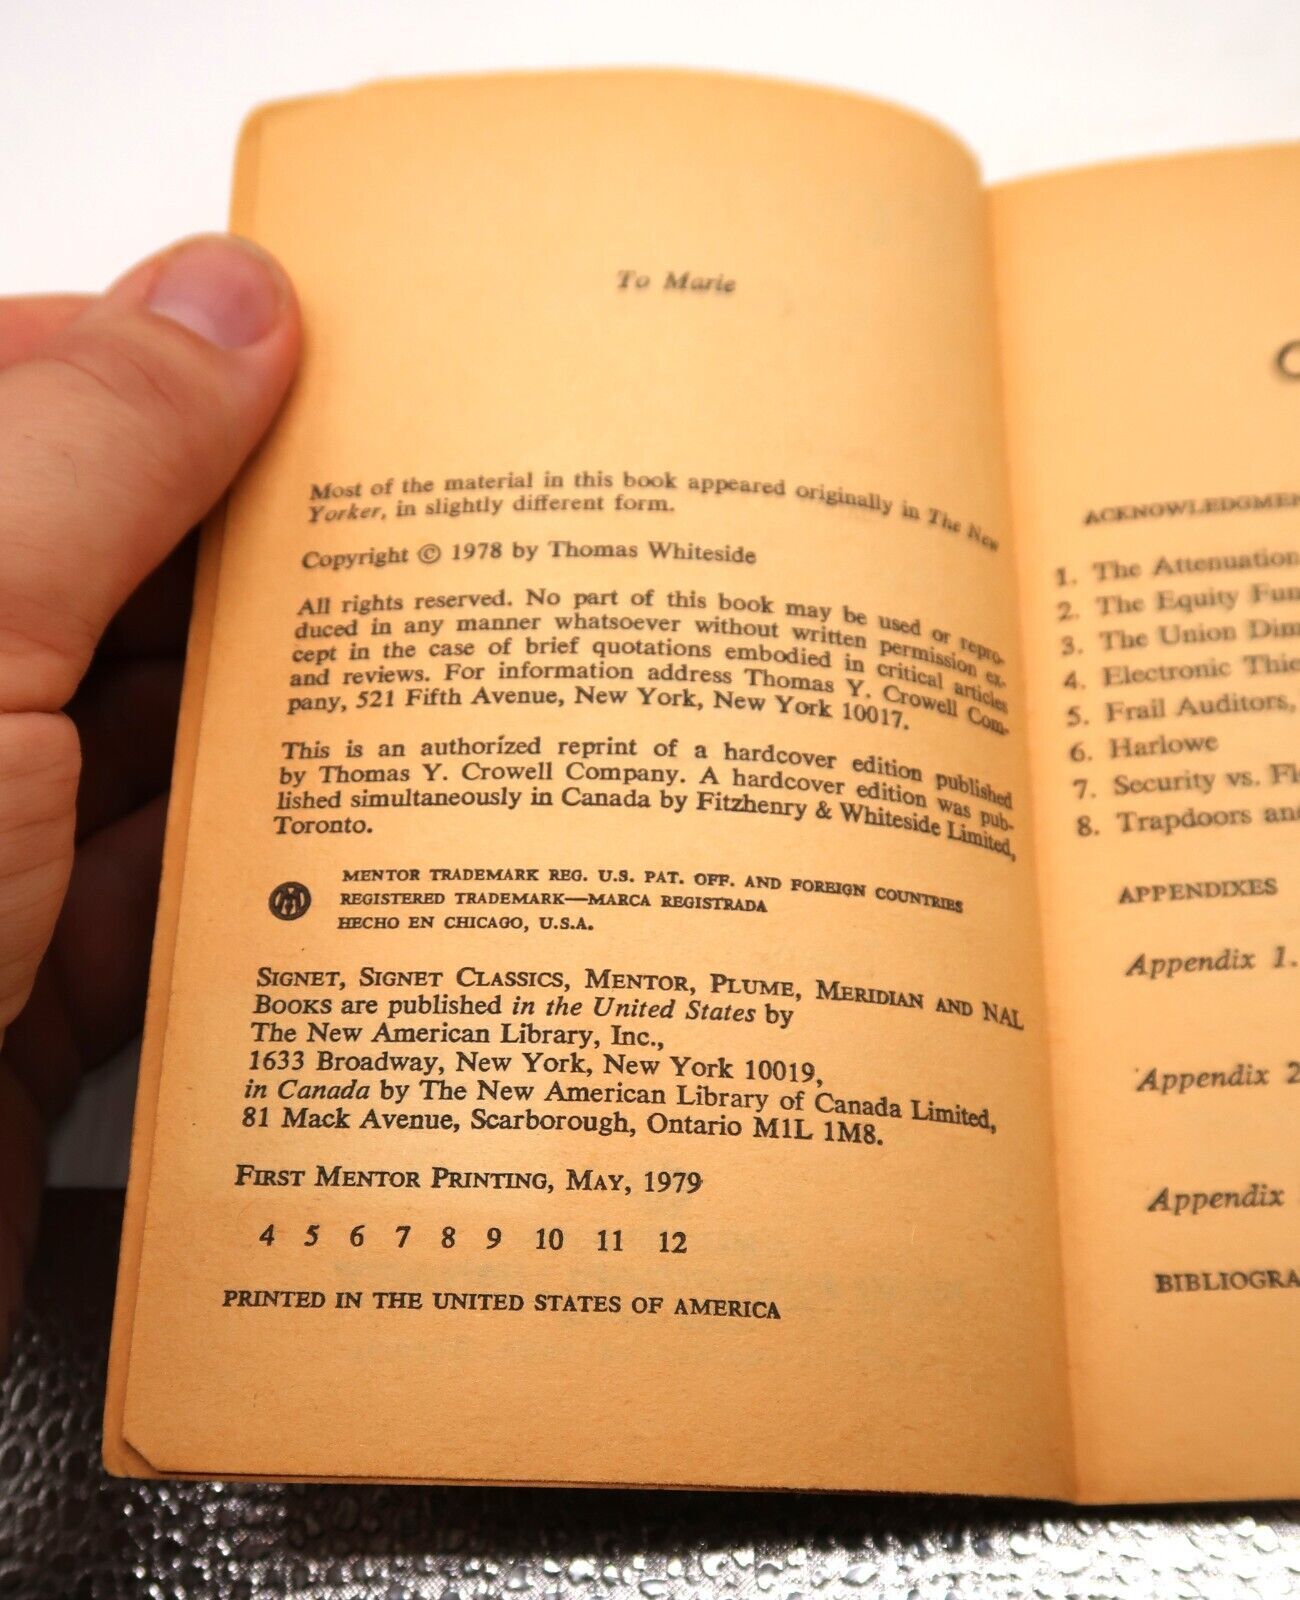 To Marie
Most of the material in this book appeared originally in The New
Yorker, in slightly different form.
Copyright © 1978 by Thomas Whiteside
All rights reserved. No part of this book may be used or repro-
duced in any manner whatsoever without written permission ex-
cept in the case of brief quotations embodied in critical articles
and reviews. For information address Thomas Y. Crowell Com-
pany, 521 Fifth Avenue, New York, New York 10017.
This is an authorized reprint of a hardcover edition published
by Thomas Y. Crowell Company. A hardcover edition was pub-
lished simultaneously in Canada by Fitzhenry & Whiteside Limited,
Toronto.
MENTOR TRADEMARK REG. U.S. PAT. OFF. AND FOREIGN COUNTRIES
REGISTERED TRADEMARK—MARCA REGISTRADA
HECHO EN CHICAGO, U.S.A.
SIGNET, SIGNET CLASSICS, MENTOR, PLUME, MERIDIAN AND NAL
BOOKS are published in the United States by
The New American Library, Inc.,
1633 Broadway, New York, New York 10019,
in Canada by The New American Library of Canada Limited,
81 Mack Avenue, Scarborough, Ontario M1L 1M8.
FIRST MENTOR PRINTING, MAY, 1979
4 5 6 7 8 9 10 11 12
PRINTED IN THE UNITED STATES OF AMERICA
C
ACKNOWLEDGMEN
1. The Attenuation
2. The Equity Fun
3. The Union Dim
4. Electronic Thie
5. Frail Auditors,
6. Harlowe
7. Security vs. Fl
8. Trapdoors an
APPENDIXES
Appendix 1.
Appendix 2
Appendix
BIBLIOGRA